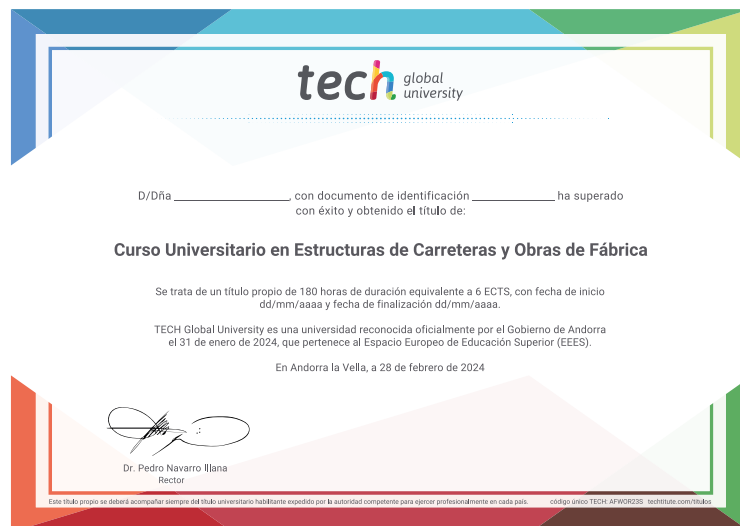 tech global university
D/Dña ____________________, con documento de identificación ______________ ha superado
con éxito y obtenido el título de:
Curso Universitario en Estructuras de Carreteras y Obras de Fábrica
Se trata de un título propio de 180 horas de duración equivalente a 6 ECTS, con fecha de inicio
dd/mm/aaaa y fecha de finalización dd/mm/aaaa.
TECH Global University es una universidad reconocida oficialmente por el Gobierno de Andorra
el 31 de enero de 2024, que pertenece al Espacio Europeo de Educación Superior (EEES).
En Andorra la Vella, a 28 de febrero de 2024
Dr. Pedro Navarro Illana
Rector
Este título propio se deberá acompañar siempre del título universitario habilitante expedido por la autoridad competente para ejercer profesionalmente en cada país. código único TECH: AFWOR23S techtitute.com/titulos